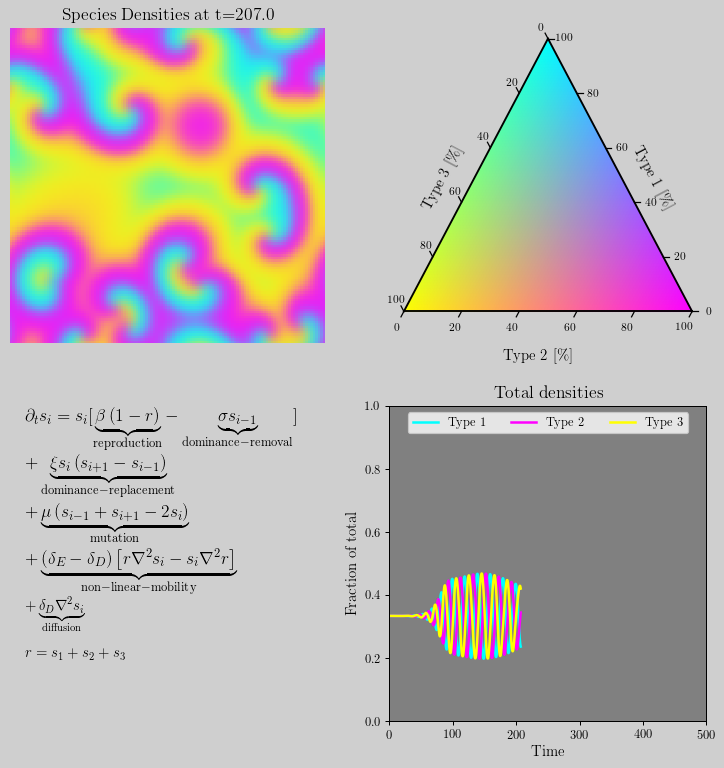 Species Densities at t=207.0
0
100
20
80
40
60
Type 3 [%]
Type 1 [%]
60
40
80
20
100
0
0
20
40
60
80
100
Type 2 [%]
∂ₜsᵢ = sᵢ[ β (1 − r) − σsᵢ₋₁ ]
reproduction dominance−removal
+ ξsᵢ (sᵢ₊₁ − sᵢ₋₁)
dominance−replacement
+ μ (sᵢ₋₁ + sᵢ₊₁ − 2sᵢ)
mutation
+ (δ_E − δ_D) [r∇²sᵢ − sᵢ∇²r]
non−linear−mobility
+ δ_D∇²sᵢ
diffusion
r = s₁ + s₂ + s₃
Total densities
Type 1 Type 2 Type 3
1.0
0.8
0.6
0.4
0.2
0.0
Fraction of total
0 100 200 300 400 500
Time